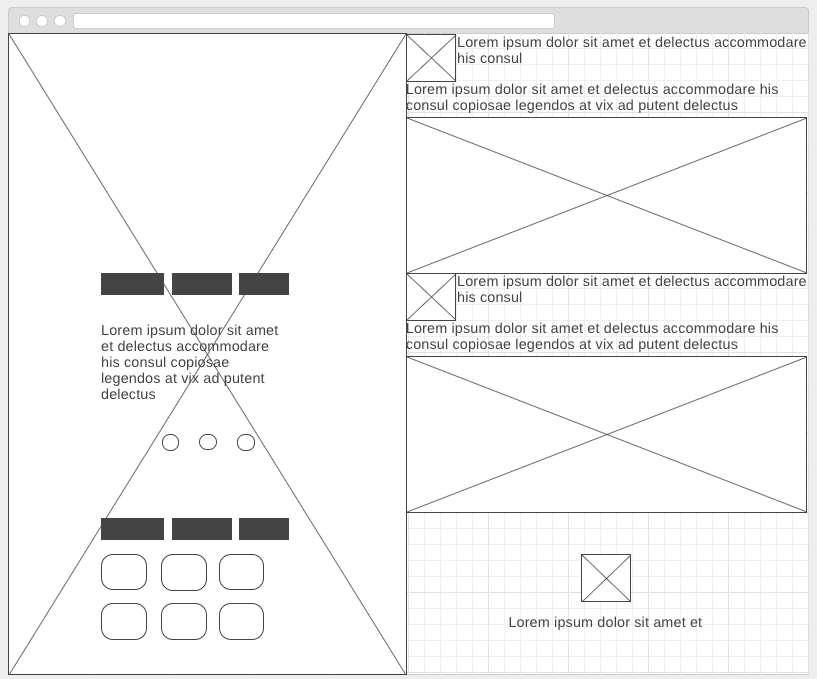 Lorem ipsum dolor sit amet
et delectus accommodare
his consul copiosae
legendos at vix ad putent
delectus
Lorem ipsum dolor sit amet et delectus accommodare
his consul
Lorem ipsum dolor sit amet et delectus accommodare his
consul copiosae legendos at vix ad putent delectus
Lorem ipsum dolor sit amet et delectus accommodare
his consul
Lorem ipsum dolor sit amet et delectus accommodare his
consul copiosae legendos at vix ad putent delectus
Lorem ipsum dolor sit amet et